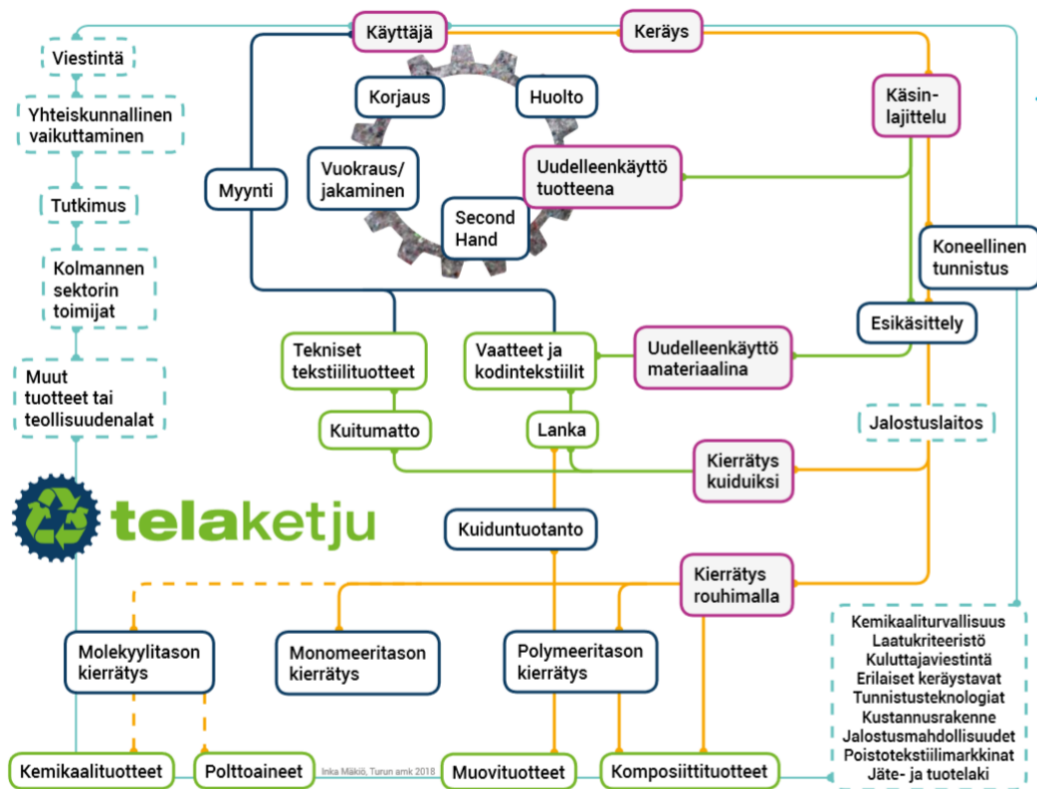 Käyttäjä
Keräys
Viestintä
Korjaus
Huolto
Käsin-
lajittelu
Yhteiskunnallinen
vaikuttaminen
Vuokraus/
jakaminen
Uudelleenkäyttö
tuotteena
Myynti
Tutkimus
Second
Hand
Koneellinen
tunnistus
Kolmannen
sektorin
toimijat
Esikäsittely
Tekniset
tekstiilituotteet
Vaatteet ja
kodintekstiilit
Uudelleenkäyttö
materiaalina
Muut
tuotteet tai
teollisuudenalat
Kuitumatto
Lanka
Jalostuslaitos
Kierrätys
kuiduiksi
telaketju
Kuiduntuotanto
Kierrätys
rouhimalla
Molekyylitason
kierrätys
Monomeeritason
kierrätys
Polymeeritason
kierrätys
Kemikaaliturvallisuus
Laatukriteeristö
Kuluttajaviestintä
Erilaiset keräystavat
Tunnistusteknologiat
Kustannusrakenne
Jalostusmahdollisuudet
Poistotekstiilimarkkinat
Jäte- ja tuotelaki
Kemikaalituotteet
Polttoaineet
Inka Mäkiö, Turun amk 2018
Muovituotteet
Komposiittituotteet